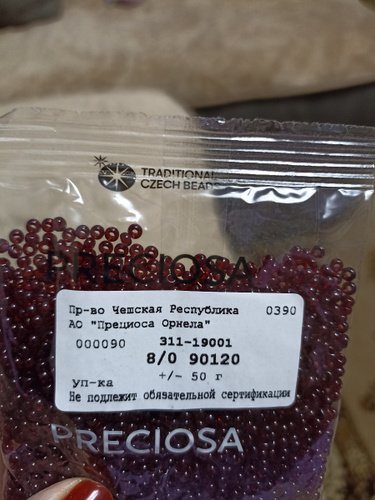 TRADITIONAL
CZECH BEADS
PRECIOSA
Пр-во Чешская Республика 0390
АО "Прециоса Орнела"
000090 311-19001
8/0 90120
+/- 50 г
уп-ка
Не подлежит обязательной сертификации
PRECIOSA